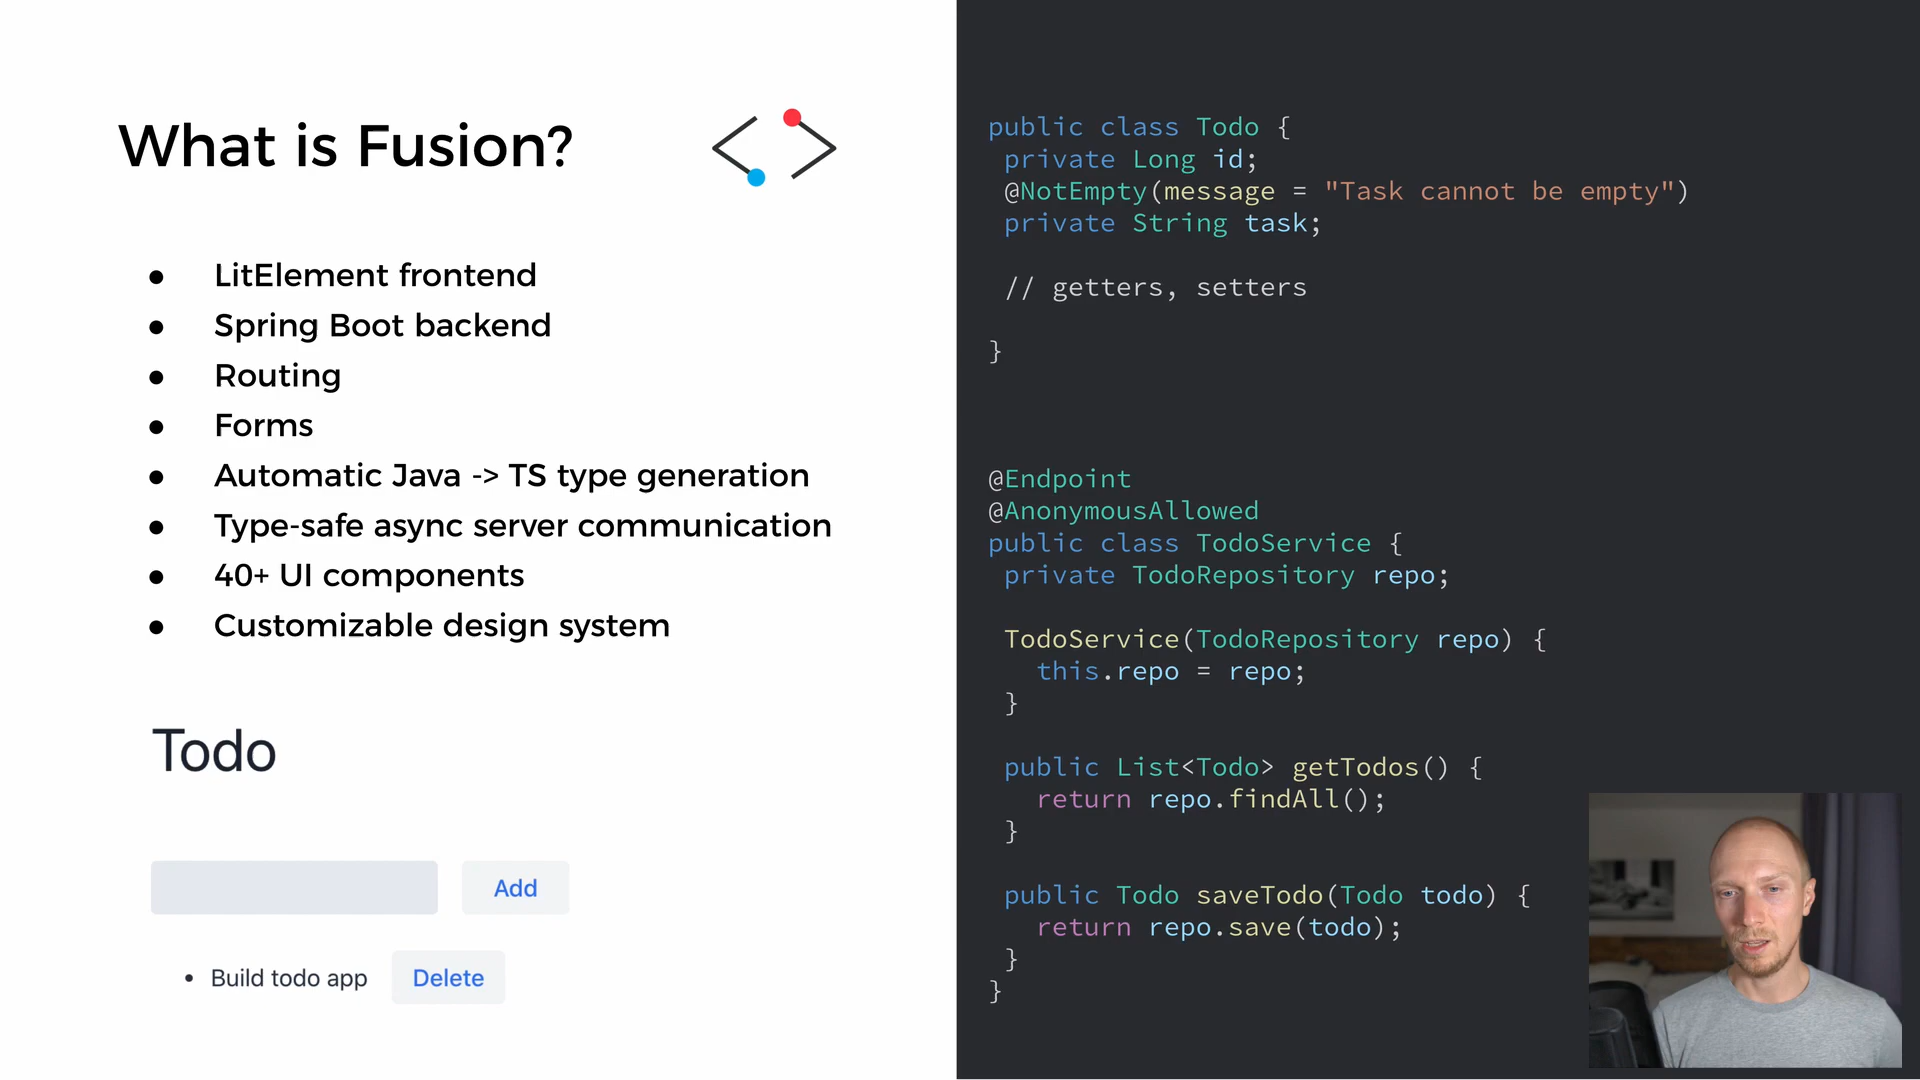 What is Fusion?
● LitElement frontend
● Spring Boot backend
● Routing
● Forms
● Automatic Java -> TS type generation
● Type-safe async server communication
● 40+ UI components
● Customizable design system
Todo
Add
• Build todo app Delete
public class Todo {
private Long id;
@NotEmpty(message = "Task cannot be empty")
private String task;
// getters, setters
}
@Endpoint
@AnonymousAllowed
public class TodoService {
private TodoRepository repo;
TodoService(TodoRepository repo) {
this.repo = repo;
}
public List<Todo> getTodos() {
return repo.findAll();
}
public Todo saveTodo(Todo todo) {
return repo.save(todo);
}
}